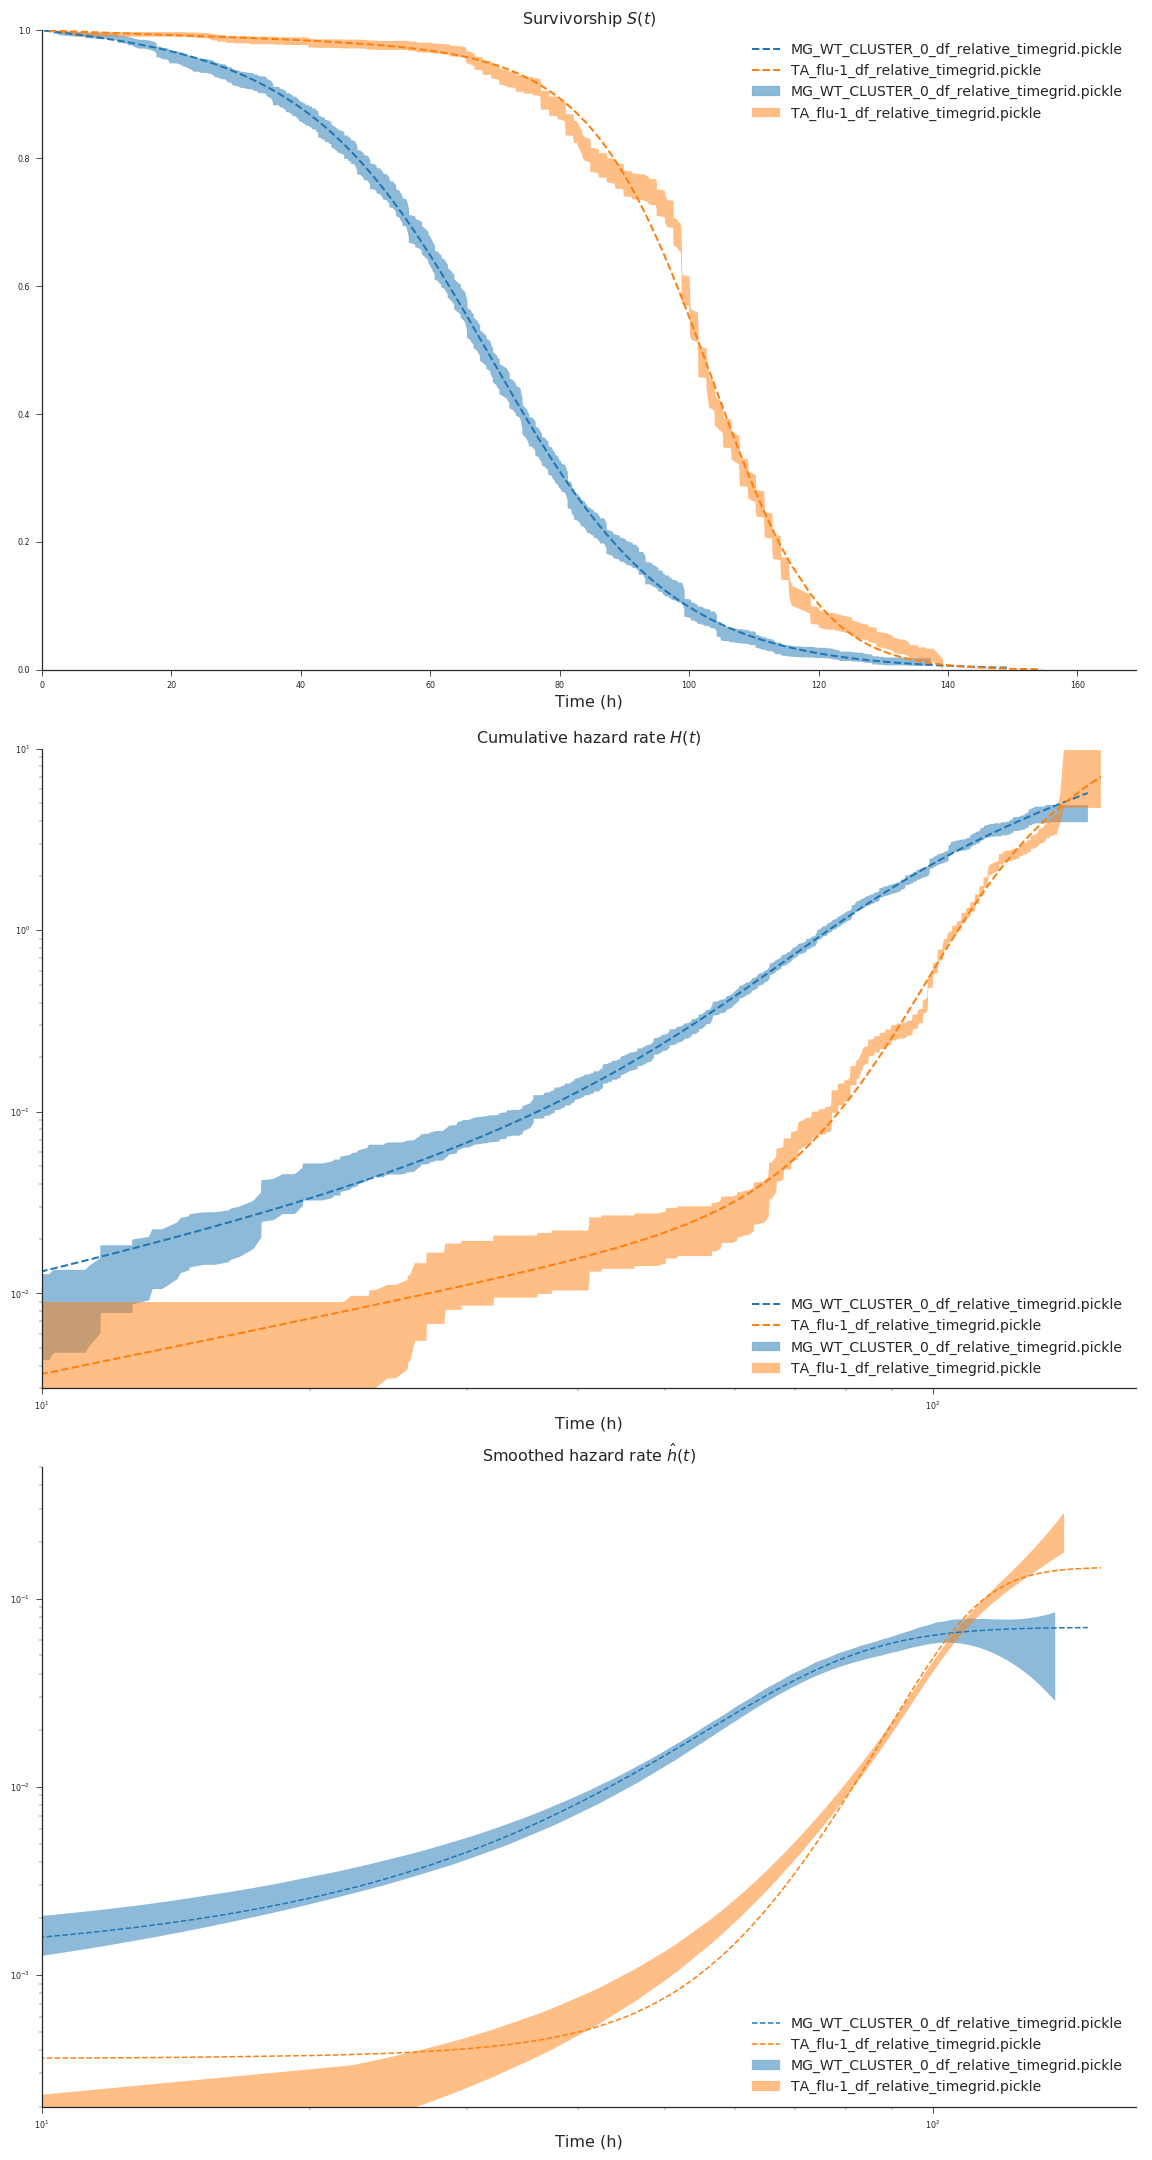 Survivorship S(t)
1.0
0.8
0.6
0.4
0.2
0.0
MG_WT_CLUSTER_0_df_relative_timegrid.pickle
TA_flu-1_df_relative_timegrid.pickle
MG_WT_CLUSTER_0_df_relative_timegrid.pickle
TA_flu-1_df_relative_timegrid.pickle
0 20 40 60 80 100 120 140 160
Time (h)
Cumulative hazard rate H(t)
10¹
10⁰
10⁻¹
10⁻²
MG_WT_CLUSTER_0_df_relative_timegrid.pickle
TA_flu-1_df_relative_timegrid.pickle
MG_WT_CLUSTER_0_df_relative_timegrid.pickle
TA_flu-1_df_relative_timegrid.pickle
10¹ 10²
Time (h)
Smoothed hazard rate ĥ(t)
10⁻¹
10⁻²
10⁻³
MG_WT_CLUSTER_0_df_relative_timegrid.pickle
TA_flu-1_df_relative_timegrid.pickle
MG_WT_CLUSTER_0_df_relative_timegrid.pickle
TA_flu-1_df_relative_timegrid.pickle
10¹ 10²
Time (h)